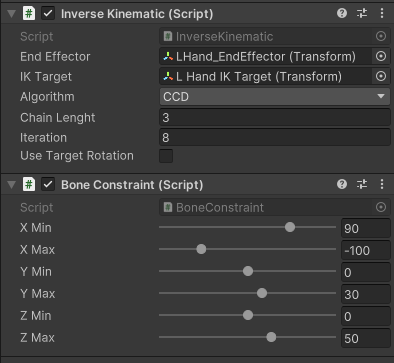 Inverse Kinematic (Script)
Script InverseKinematic
End Effector LHand_EndEffector (Transform)
IK Target L Hand IK Target (Transform)
Algorithm CCD
Chain Lenght 3
Iteration 8
Use Target Rotation
Bone Constraint (Script)
Script BoneConstraint
X Min 90
X Max -100
Y Min 0
Y Max 30
Z Min 0
Z Max 50